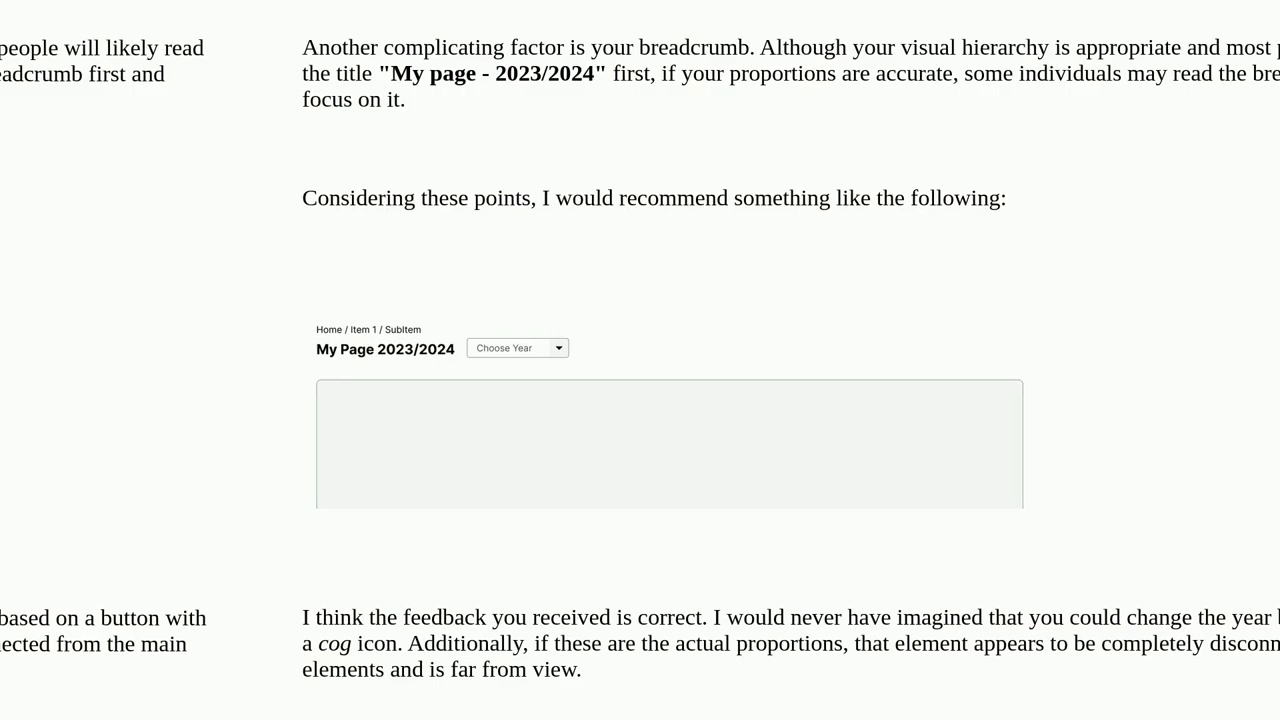 people will likely read
eadcrumb first and
Another complicating factor is your breadcrumb. Although your visual hierarchy is appropriate and most p
the title "My page - 2023/2024" first, if your proportions are accurate, some individuals may read the bre
focus on it.
Considering these points, I would recommend something like the following:
Home / Item 1 / SubItem
My Page 2023/2024
Choose Year
based on a button with
ected from the main
I think the feedback you received is correct. I would never have imagined that you could change the year b
a cog icon. Additionally, if these are the actual proportions, that element appears to be completely disconn
elements and is far from view.